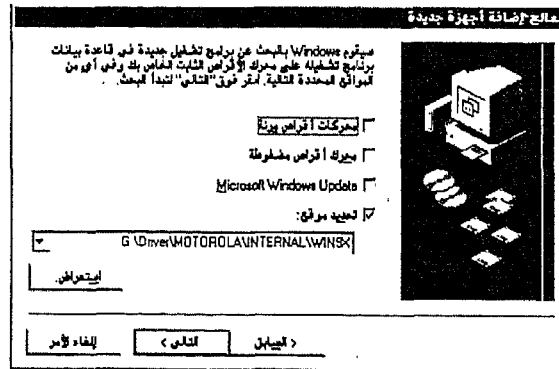 معالج إضافة أجهزة جديدة
سيقوم Windows بالبحث عن برامج تشغيل جديدة في قاعدة بيانات
برنامج تشغيله على محرك الأقراص الثابت الخاص بك وفي أي من
المواقع المحددة التالية. انقر فوق "التالي" لتبدأ البحث.
محركات أقراص مرنة
محرك أقراص مضغوطة
Microsoft Windows Update
تحديد موقع:
G:\Driver\MOTOROLA\INTERNAL\WIN9X
استعراض.
< السابق
التالي >
إلغاء الأمر